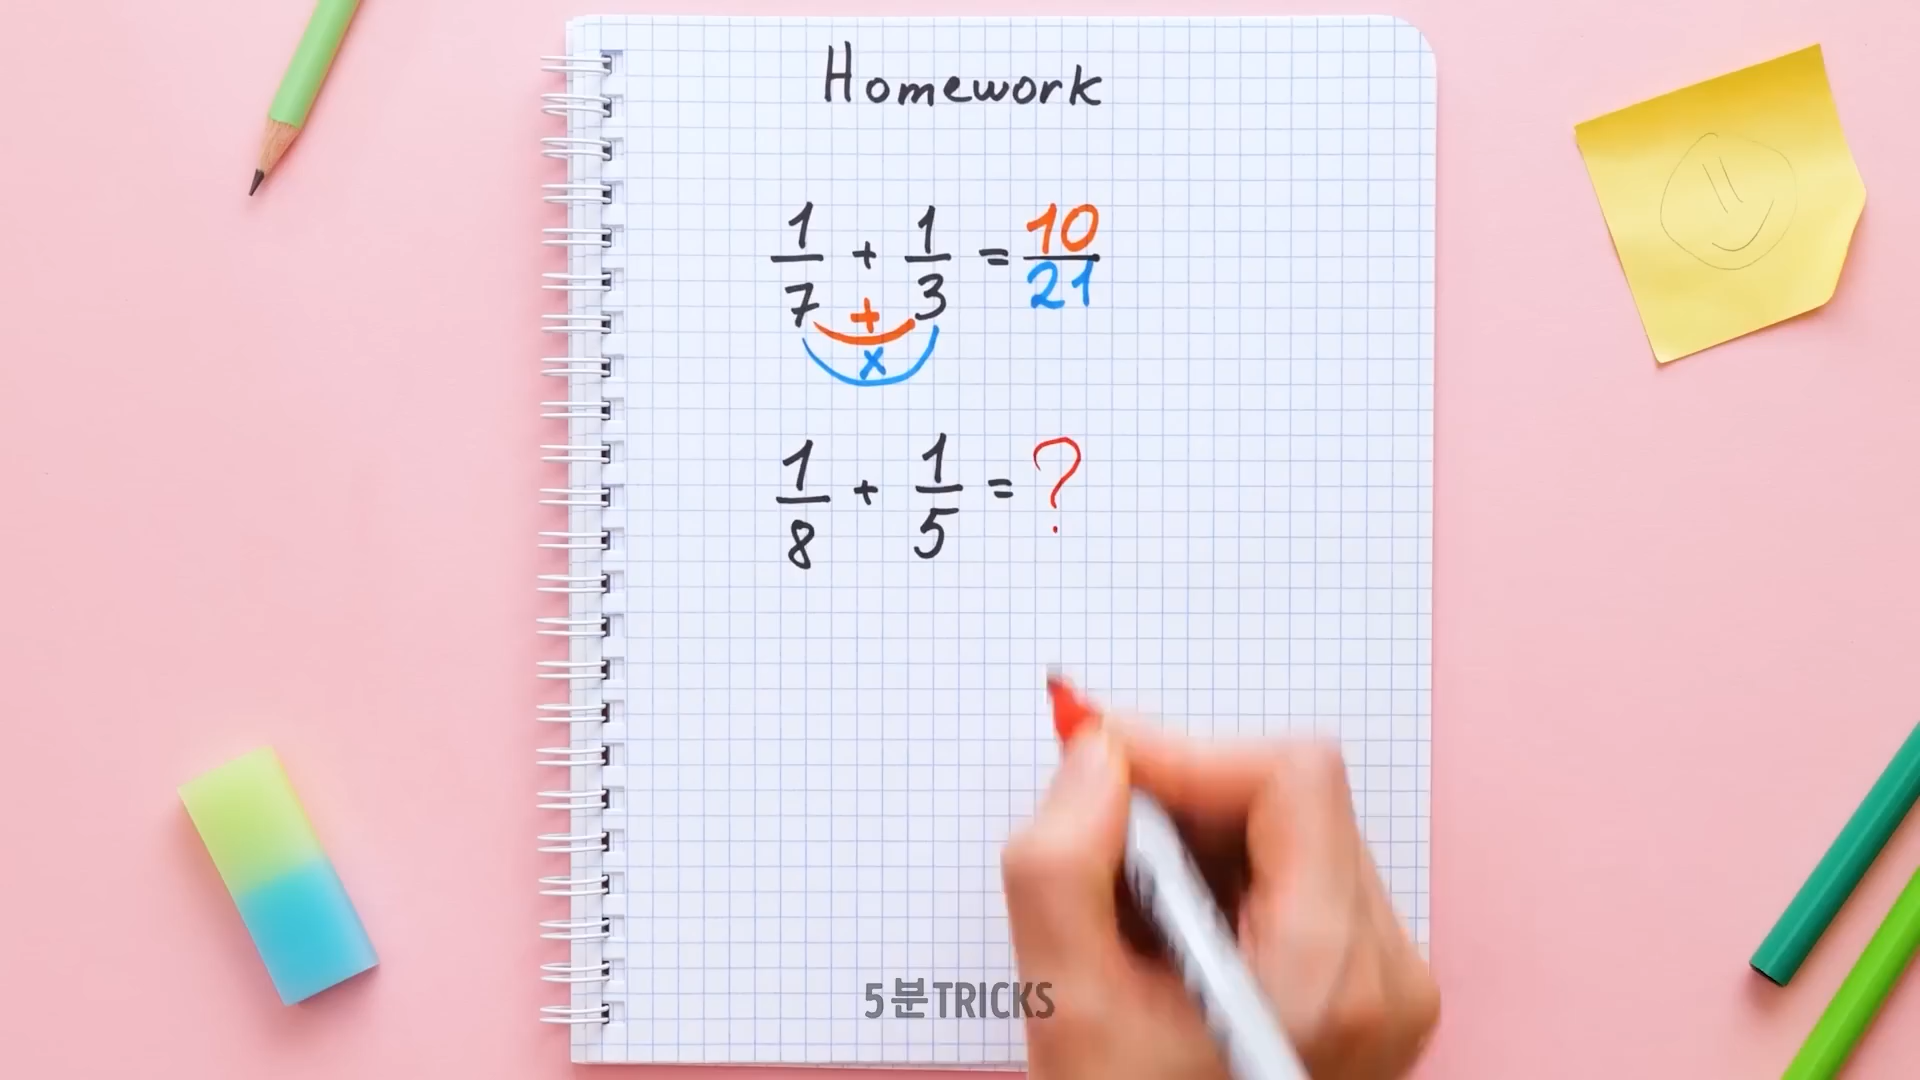 Homework
1/7 + 1/3 = 10/21
+
x
1/8 + 1/5 = ?
5분TRICKS